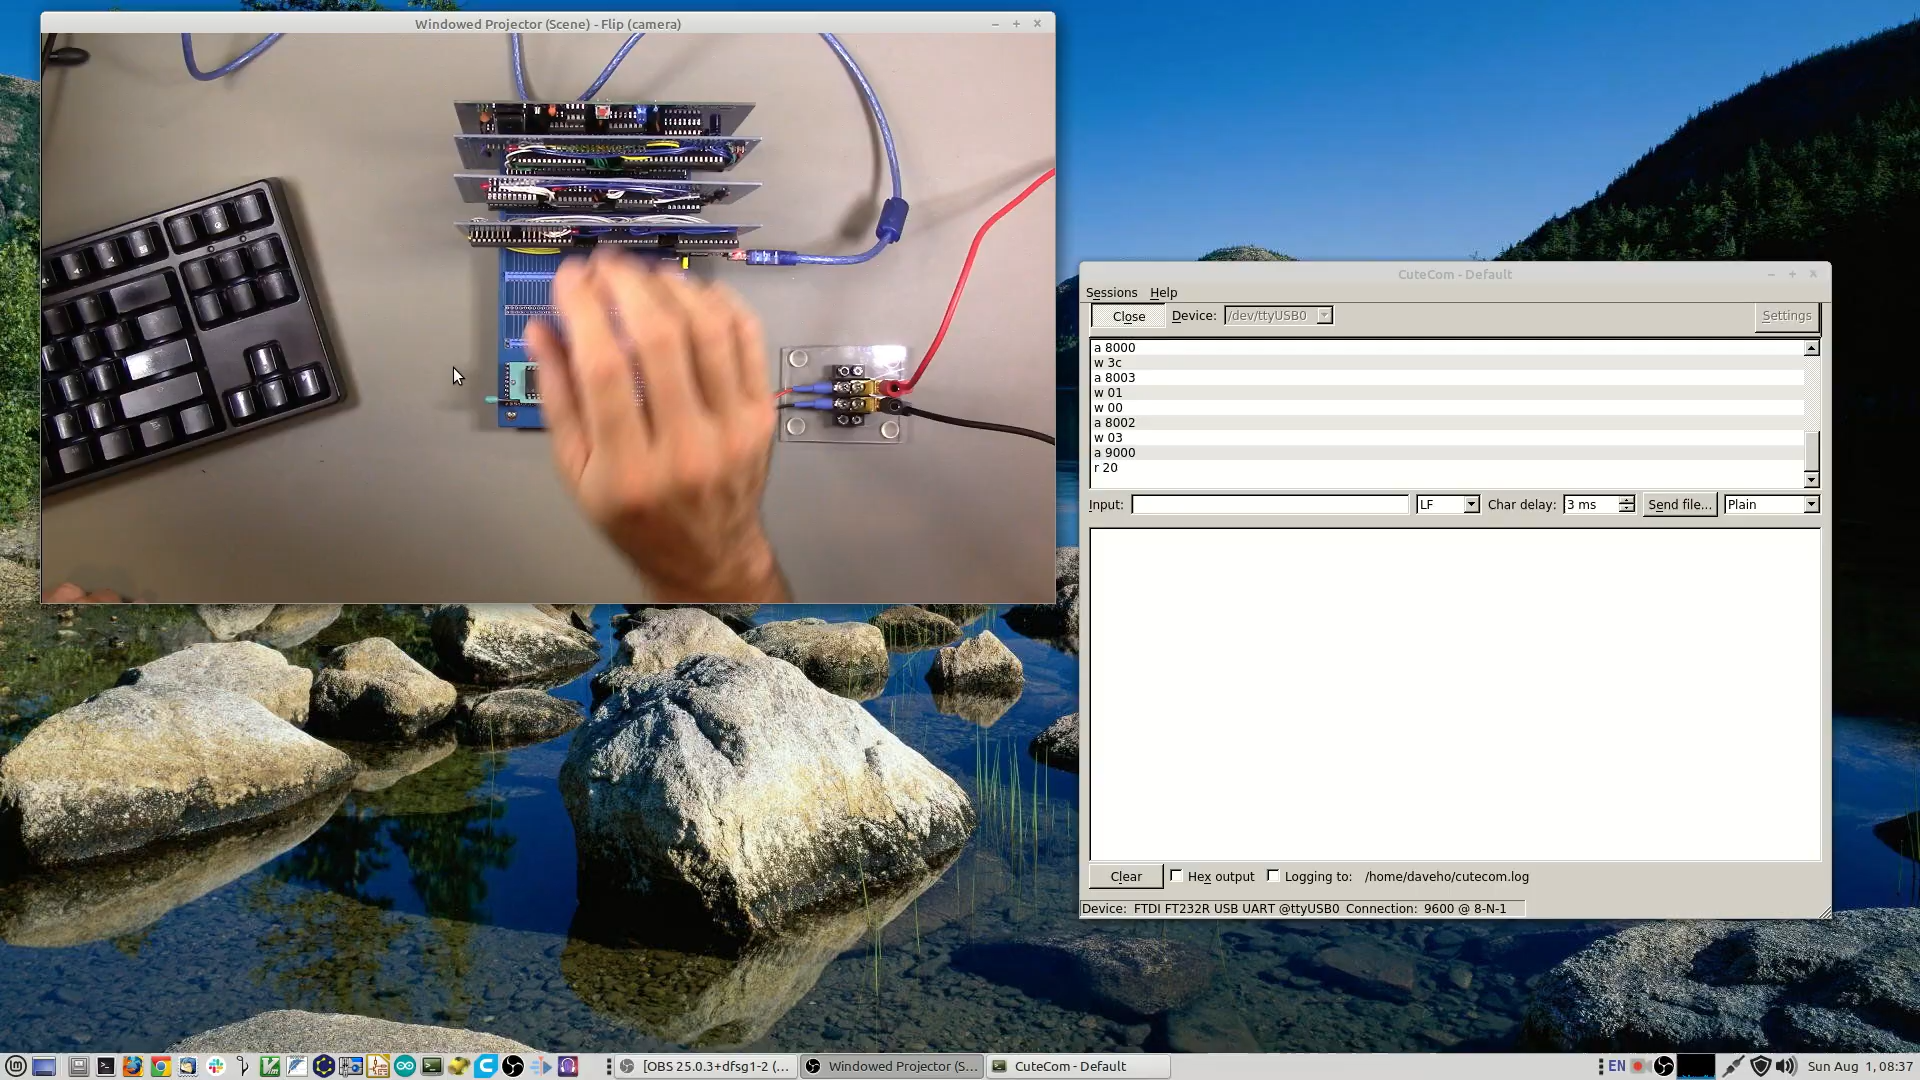 Windowed Projector (Scene) - Flip (camera)
CuteCom - Default
Sessions Help
Close Device: /dev/ttyUSB0 Settings
a 8000
w 3c
a 8003
w 01
w 00
a 8002
w 03
a 9000
r 20
Input: LF Char delay: 3 ms Send file... Plain
Clear Hex output Logging to: /home/daveho/cutecom.log
Device: FTDI FT232R USB UART @ttyUSB0 Connection: 9600 @ 8-N-1
[OBS 25.0.3+dfsg1-2 (... Windowed Projector (S... CuteCom - Default EN Sun Aug 1, 08:37